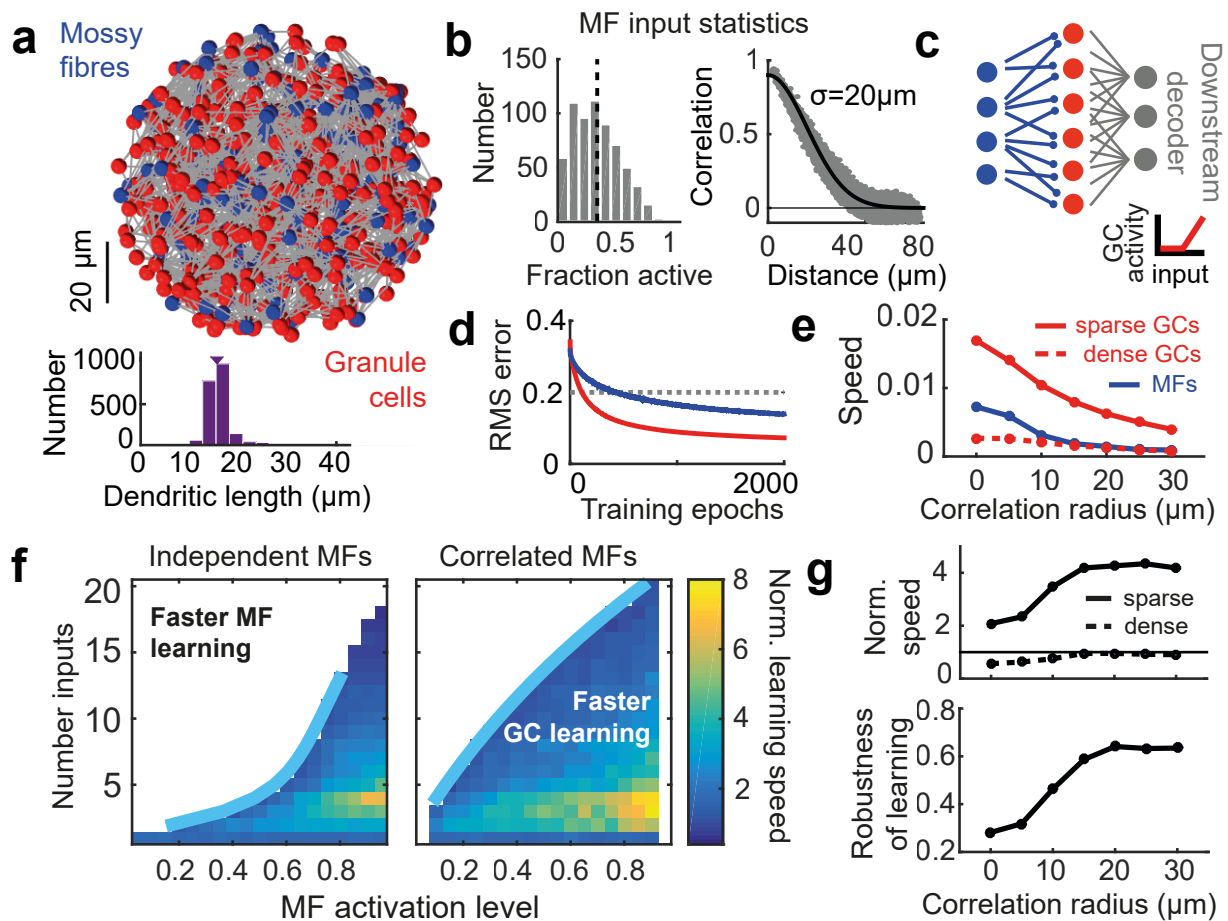 a
Mossy
fibres
20 µm
Granule
cells
Number
1000
500
0
0 10 20 30 40
Dendritic length (µm)
b
MF input statistics
Number
150
100
50
0
0 0.5 1
Fraction active
Correlation
1
0.5
0
σ=20µm
0 40 80
Distance (µm)
c
Downstream
decoder
GC
activity
input
d
RMS error
0.4
0.2
0
0 2000
Training epochs
e
Speed
0.02
0.01
0
sparse GCs
dense GCs
MFs
0 10 20 30
Correlation radius (µm)
f
Independent MFs
Correlated MFs
Number inputs
20
15
10
5
Faster MF
learning
Faster
GC learning
0.2 0.4 0.6 0.8
0.2 0.4 0.6 0.8
MF activation level
8
6
4
2
Norm. learning speed
g
Norm.
speed
4
2
0
sparse
dense
Robustness
of learning
0.8
0.6
0.4
0.2
0 10 20 30
Correlation radius (µm)